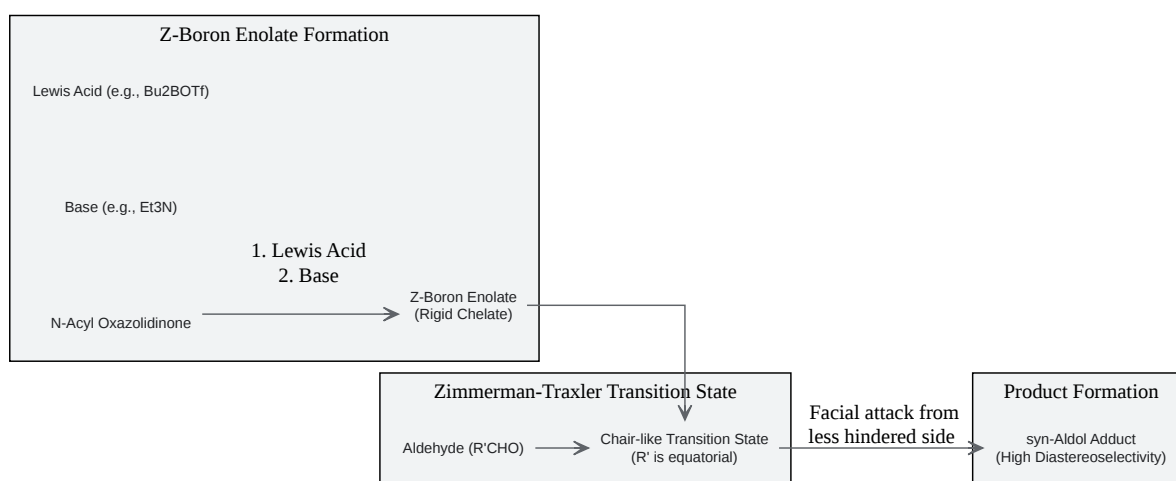 Z-Boron Enolate Formation
Lewis Acid (e.g., Bu2BOTf)
Base (e.g., Et3N)
1. Lewis Acid
2. Base
N-Acyl Oxazolidinone
Z-Boron Enolate
(Rigid Chelate)
Zimmerman-Traxler Transition State
Aldehyde (R'CHO)
Chair-like Transition State
(R' is equatorial)
Facial attack from
less hindered side
Product Formation
syn-Aldol Adduct
(High Diastereoselectivity)